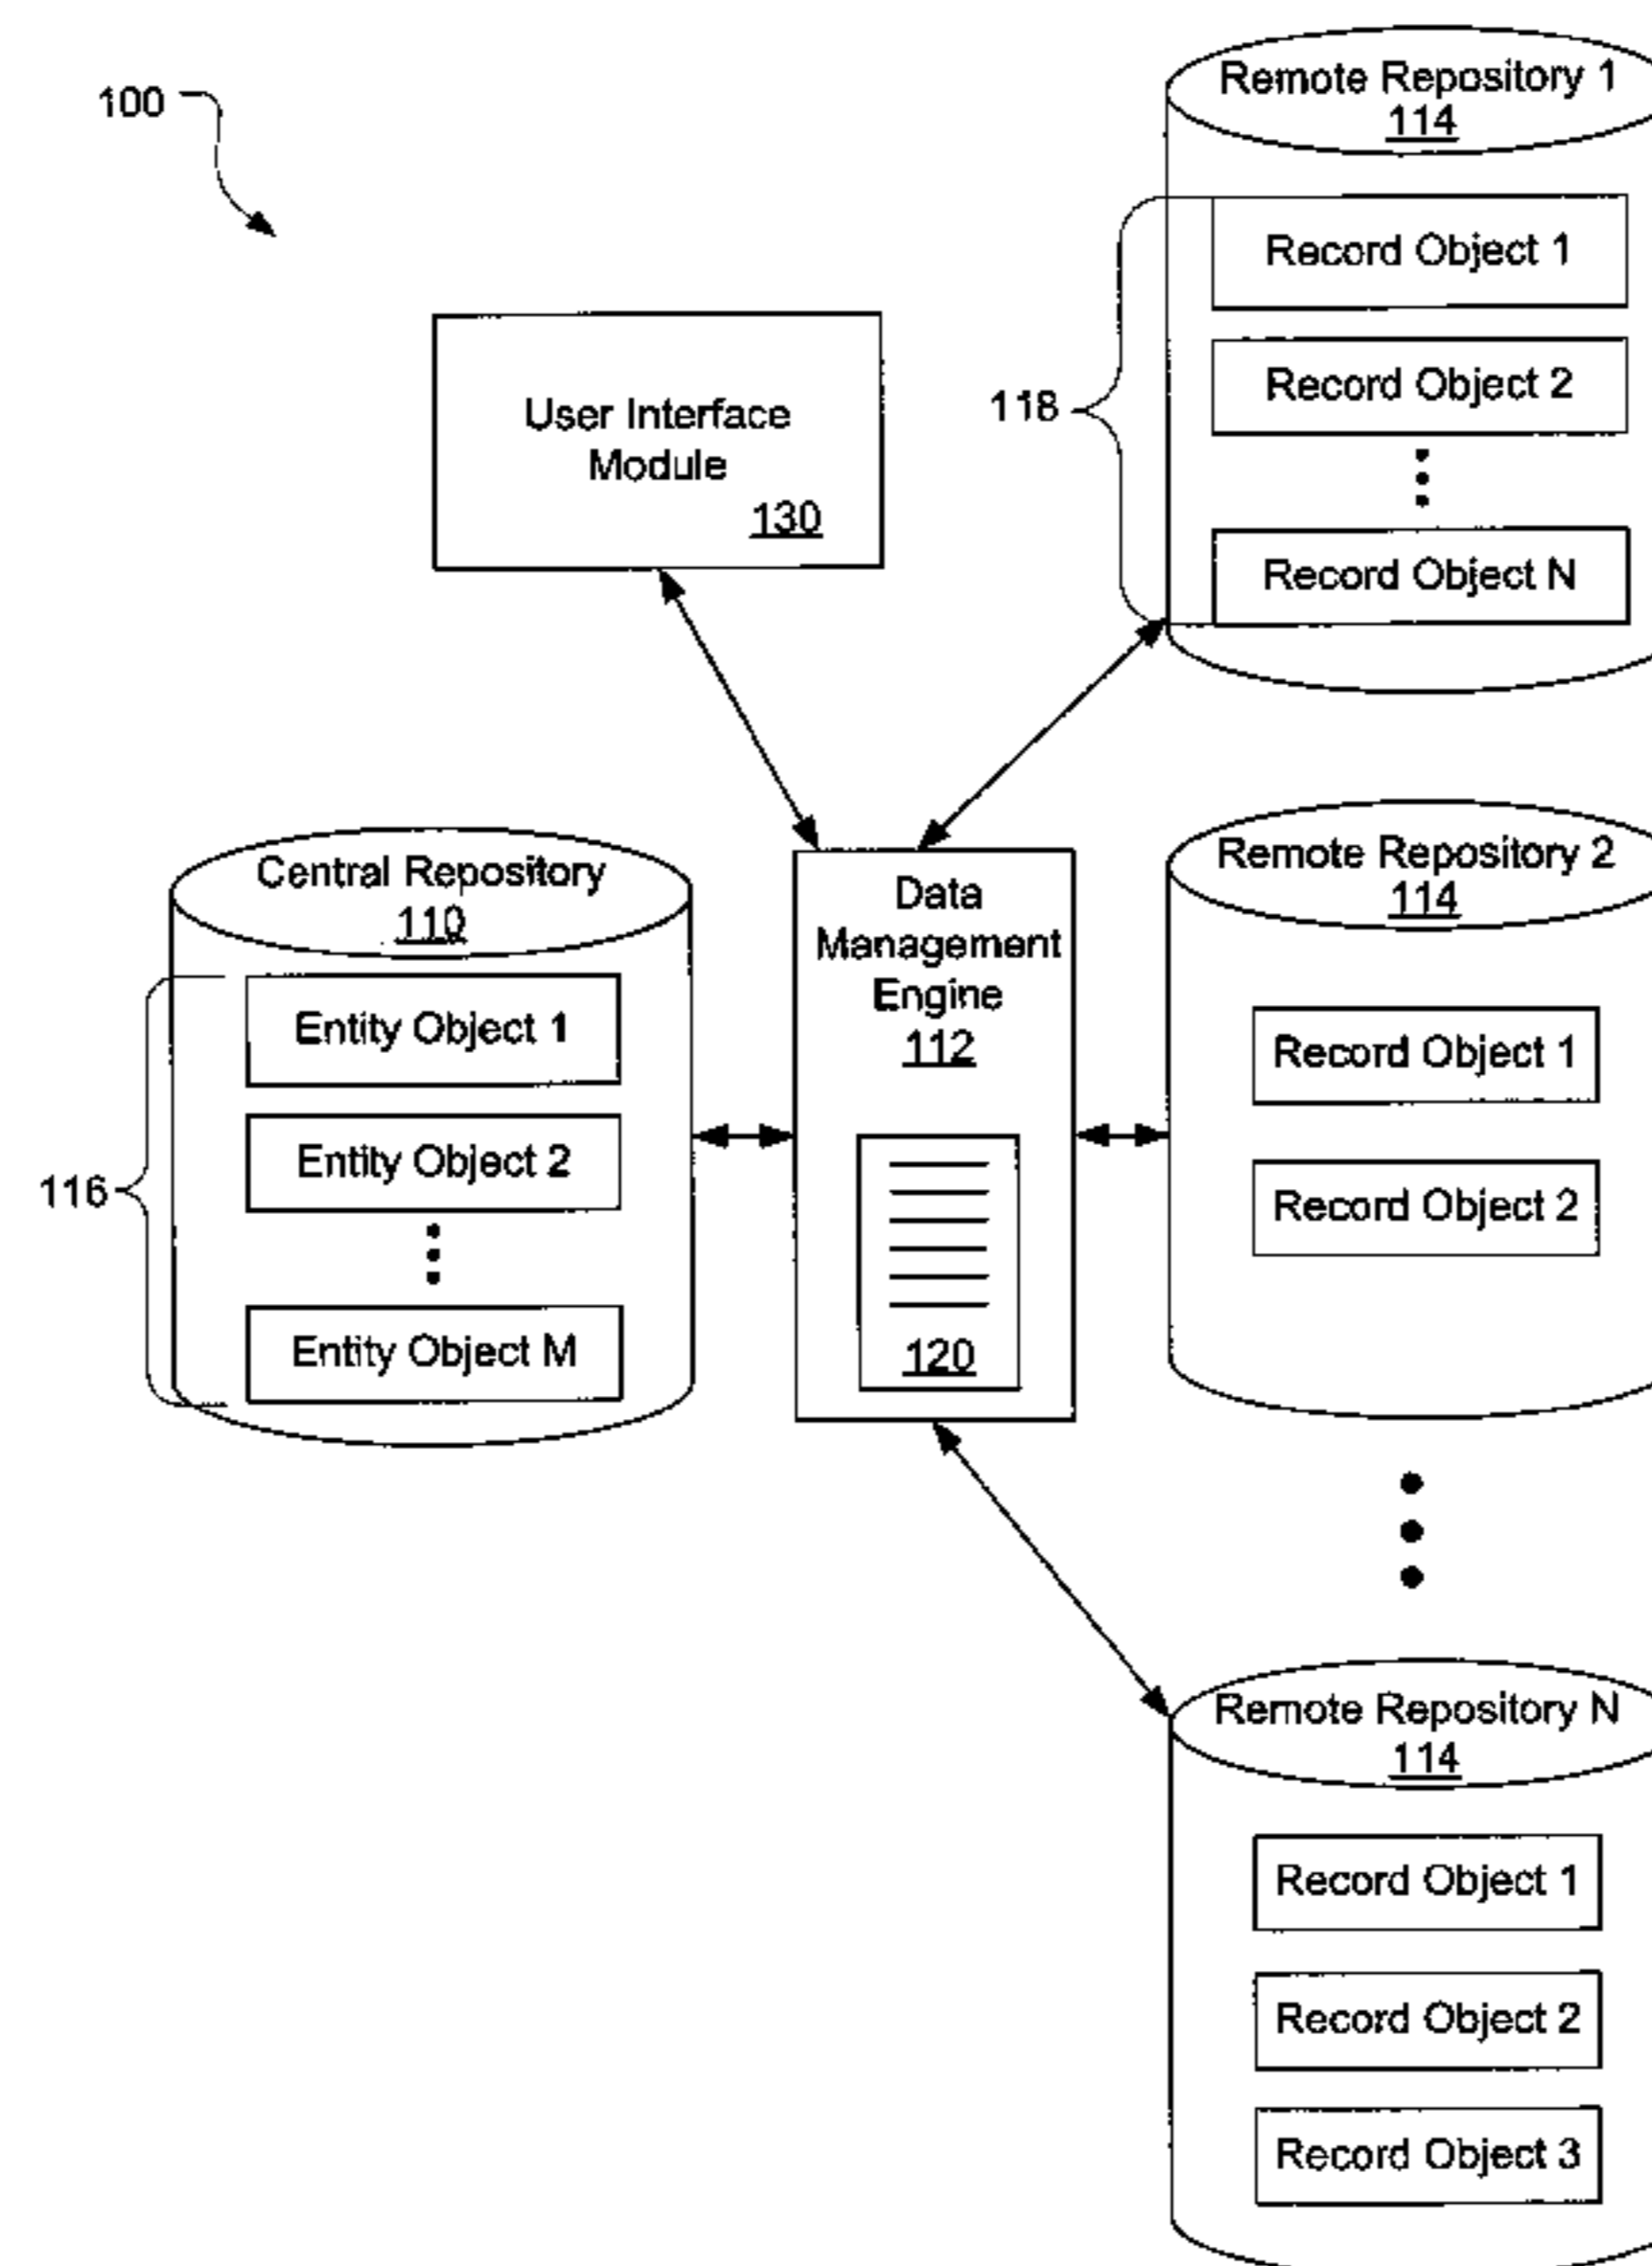 100
Remote Repository 1
114
Record Object 1
Record Object 2
118
Record Object N
User Interface
Module
130
Central Repository
110
Entity Object 1
Entity Object 2
116
Entity Object M
Data
Management
Engine
112
120
Remote Repository 2
114
Record Object 1
Record Object 2
Remote Repository N
114
Record Object 1
Record Object 2
Record Object 3